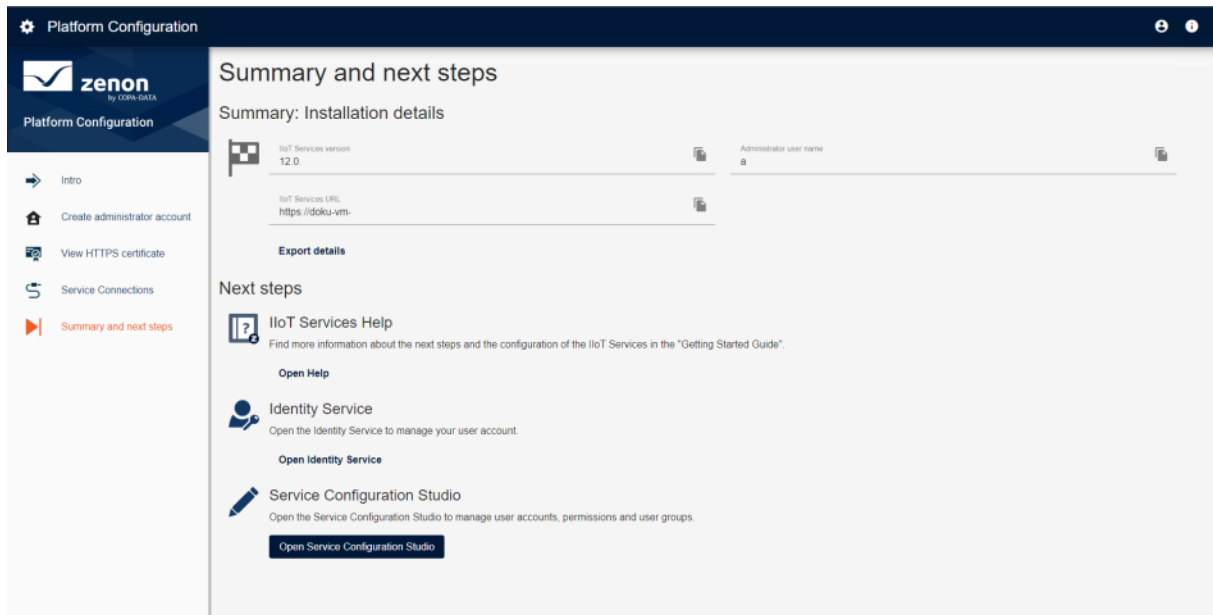 Platform Configuration
zenon
by COPA-DATA
Platform Configuration
Intro
Create administrator account
View HTTPS certificate
Service Connections
Summary and next steps
Summary and next steps
Summary: Installation details
IIoT Services version
12.0.
Administrator user name
a
IIoT Services URL
https://doku-vm-
Export details
Next steps
IIoT Services Help
Find more information about the next steps and the configuration of the IIoT Services in the "Getting Started Guide".
Open Help
Identity Service
Open the Identity Service to manage your user account.
Open Identity Service
Service Configuration Studio
Open the Service Configuration Studio to manage user accounts, permissions and user groups.
Open Service Configuration Studio